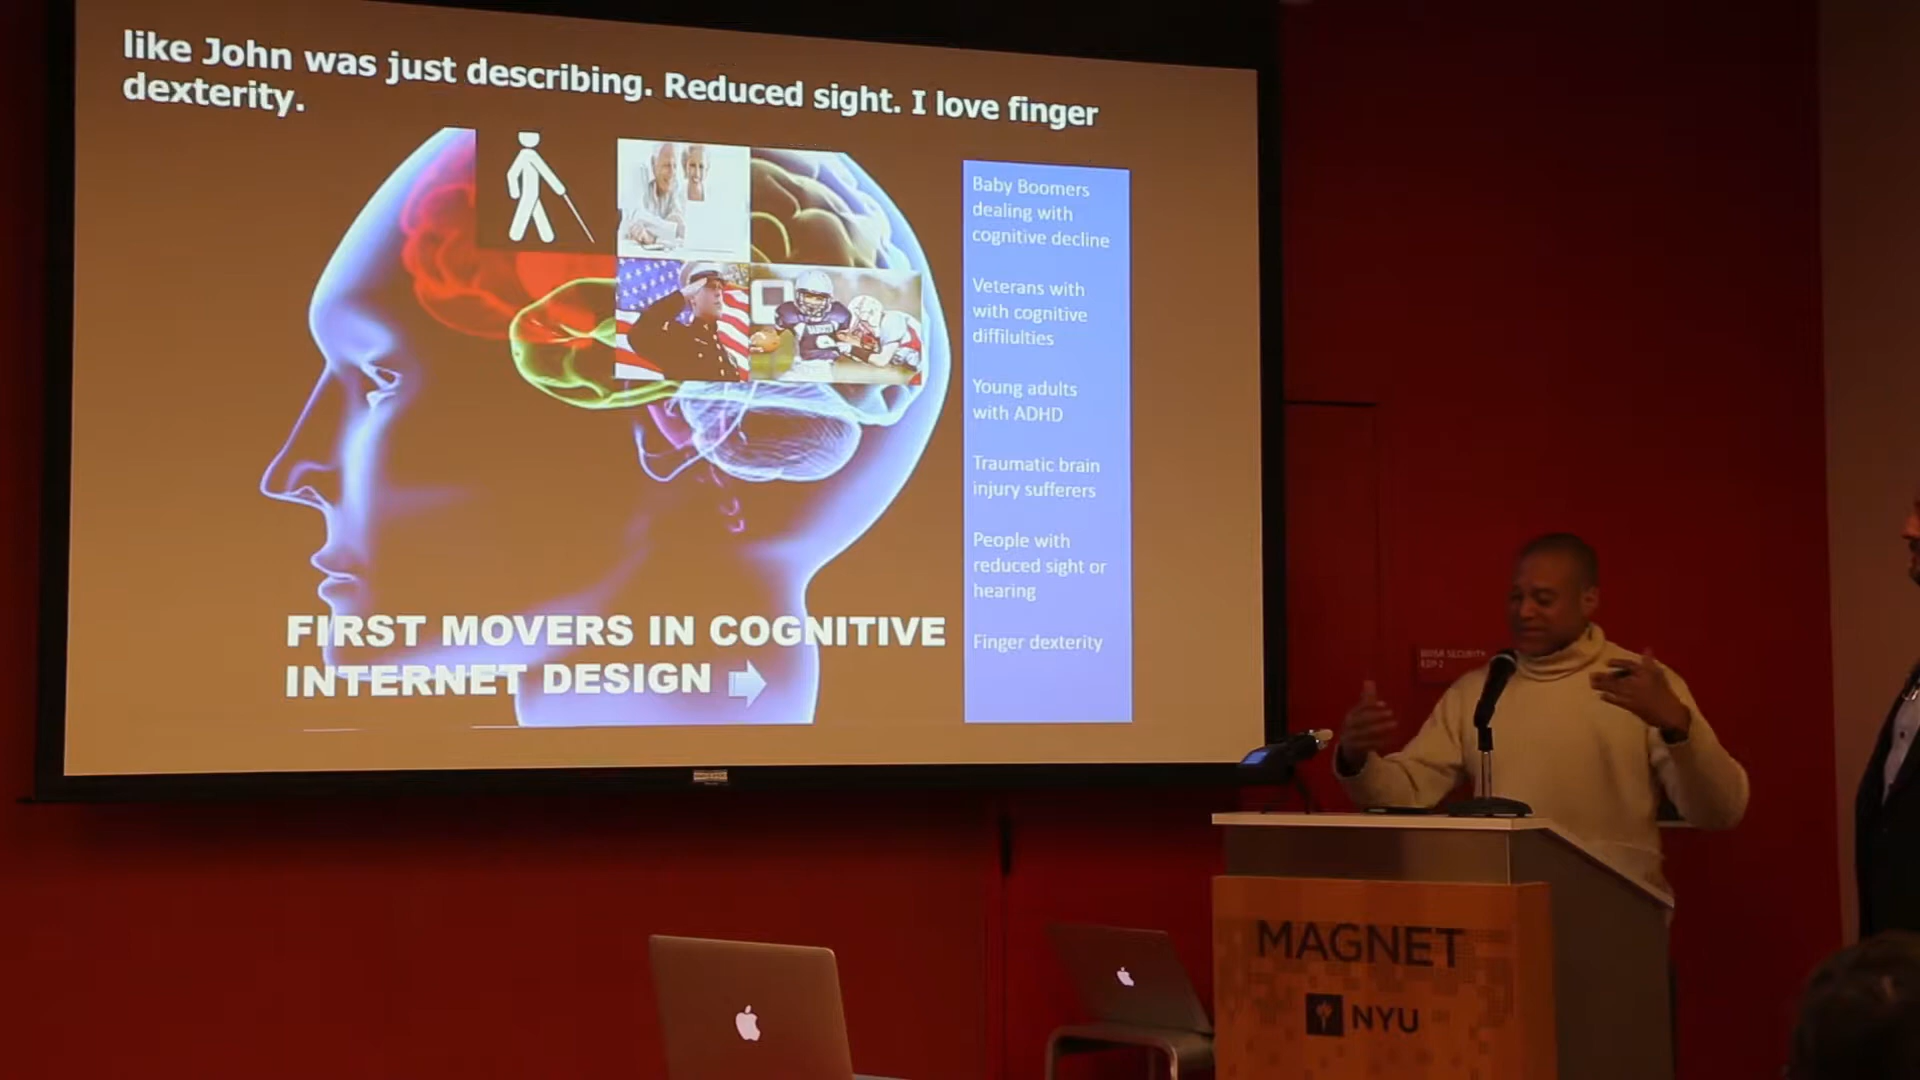 like John was just describing. Reduced sight. I love finger
dexterity.
Baby Boomers
dealing with
cognitive decline
Veterans with
with cognitive
diffilulties
Young adults
with ADHD
Traumatic brain
injury sufferers
People with
reduced sight or
hearing
Finger dexterity
FIRST MOVERS IN COGNITIVE
INTERNET DESIGN
MAGNET
NYU